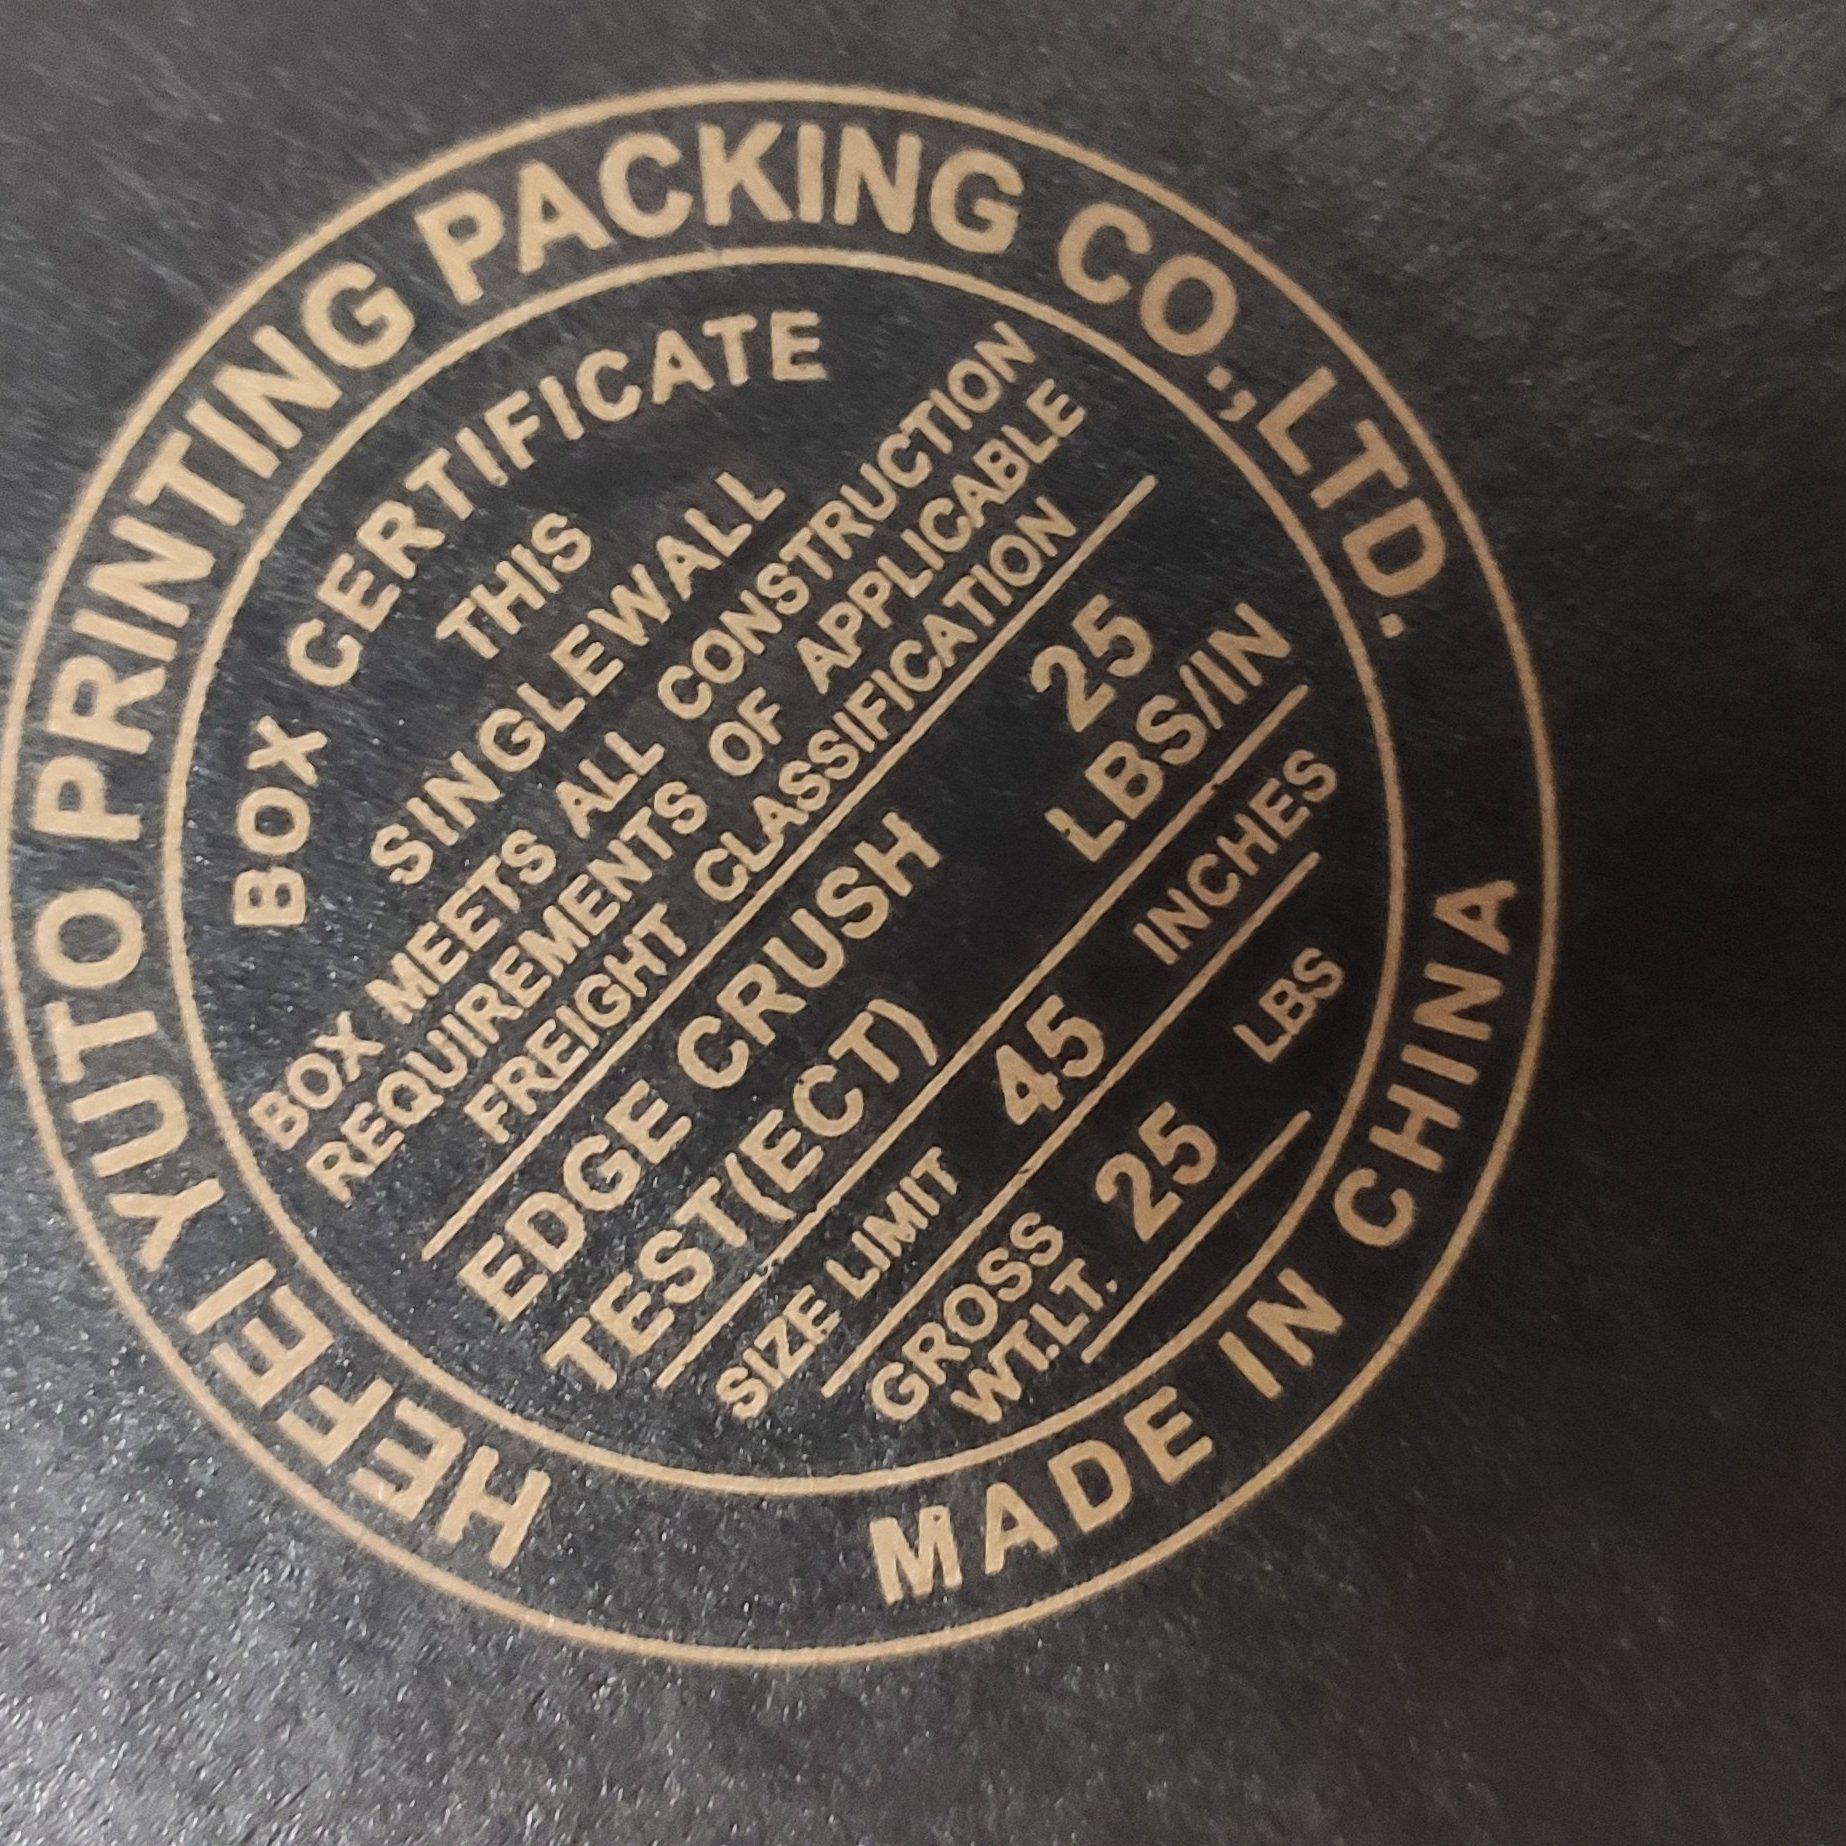 HEFEI YUTO PRINTING PACKING CO.,LTD.
BOX CERTIFICATE
THIS
SINGLEWALL
BOX MEETS ALL CONSTRUCTION
REQUIREMENTS OF APPLICABLE
FREIGHT CLASSIFICATION
EDGE CRUSH 25
TEST(ECT) LBS/IN
SIZE LIMIT 45 INCHES
GROSS 25 LBS
WT.LT.
MADE IN CHINA